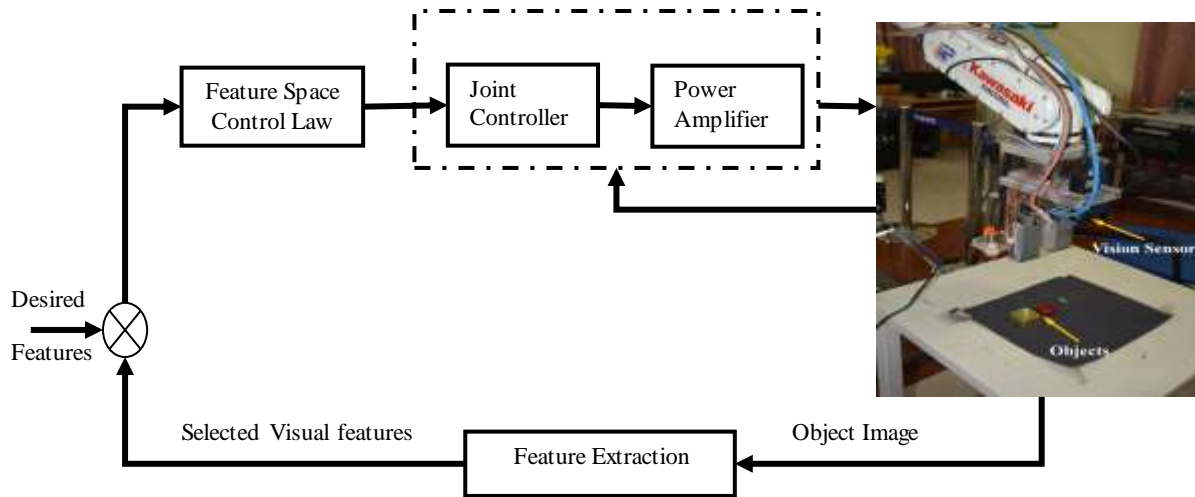 Feature Space
Control Law
Joint
Controller
Power
Amplifier
Kawasaki
Vision Sensor
Desired
Features
Objects
Selected Visual features
Object Image
Feature Extraction